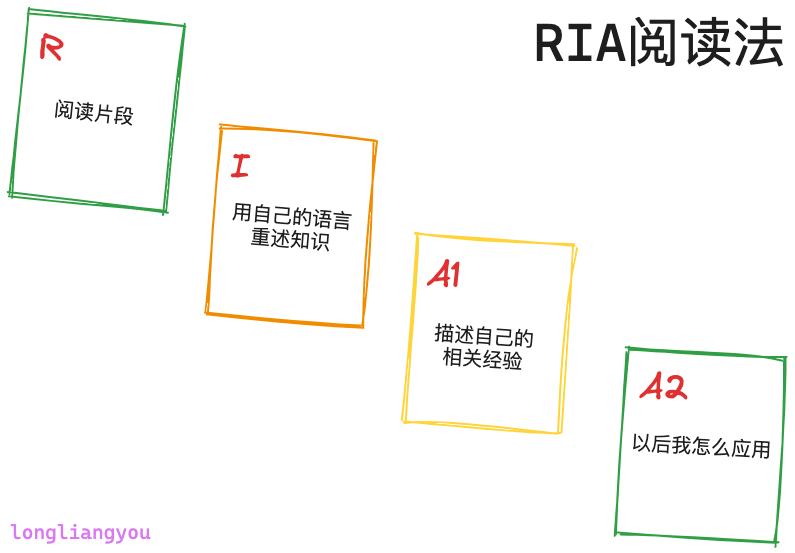 RIA阅读法
R
阅读片段
I
用自己的语言
重述知识
A1
描述自己的
相关经验
A2
以后我怎么应用
longliangyou